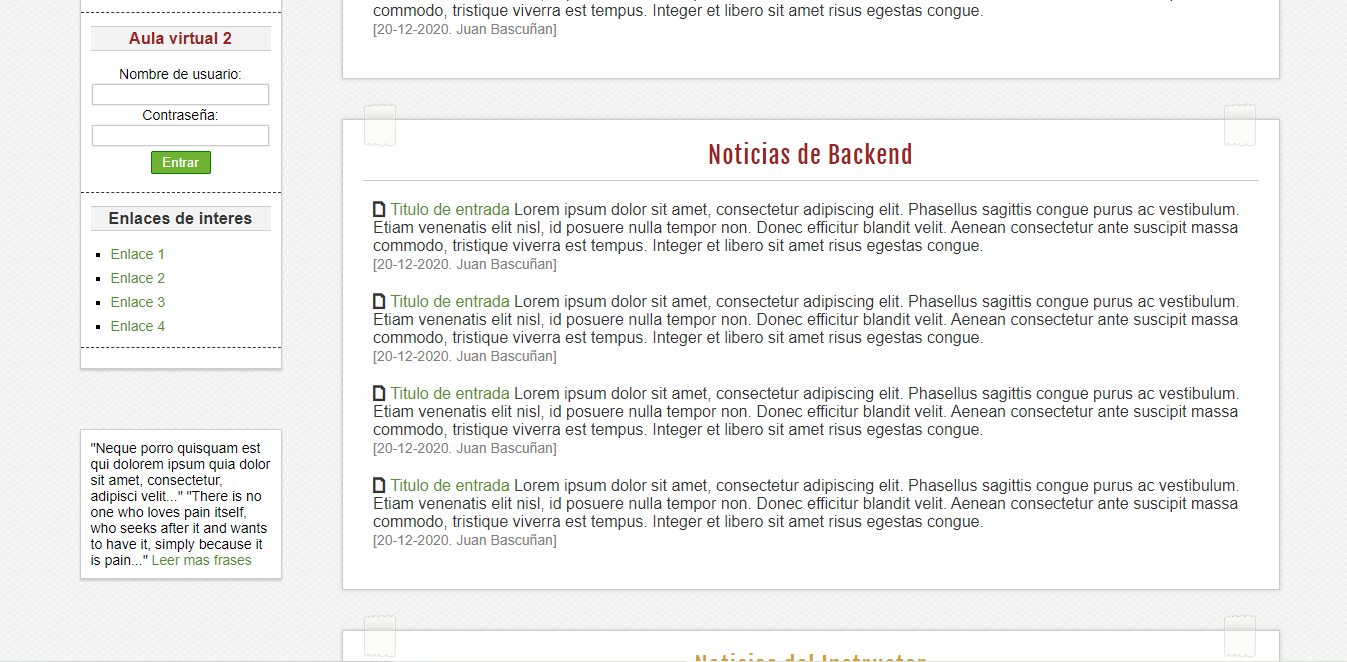 Aula virtual 2
Nombre de usuario:
Contraseña:
Entrar
Enlaces de interes
Enlace 1
Enlace 2
Enlace 3
Enlace 4
"Neque porro quisquam est
qui dolorem ipsum quia dolor
sit amet, consectetur,
adipisci velit..." "There is no
one who loves pain itself,
who seeks after it and wants
to have it, simply because it
is pain..." Leer mas frases
commodo, tristique viverra est tempus. Integer et libero sit amet risus egestas congue.
[20-12-2020. Juan Bascuñan]
Noticias de Backend
Titulo de entrada Lorem ipsum dolor sit amet, consectetur adipiscing elit. Phasellus sagittis congue purus ac vestibulum.
Etiam venenatis elit nisl, id posuere nulla tempor non. Donec efficitur blandit velit. Aenean consectetur ante suscipit massa
commodo, tristique viverra est tempus. Integer et libero sit amet risus egestas congue.
[20-12-2020. Juan Bascuñan]
Titulo de entrada Lorem ipsum dolor sit amet, consectetur adipiscing elit. Phasellus sagittis congue purus ac vestibulum.
Etiam venenatis elit nisl, id posuere nulla tempor non. Donec efficitur blandit velit. Aenean consectetur ante suscipit massa
commodo, tristique viverra est tempus. Integer et libero sit amet risus egestas congue.
[20-12-2020. Juan Bascuñan]
Titulo de entrada Lorem ipsum dolor sit amet, consectetur adipiscing elit. Phasellus sagittis congue purus ac vestibulum.
Etiam venenatis elit nisl, id posuere nulla tempor non. Donec efficitur blandit velit. Aenean consectetur ante suscipit massa
commodo, tristique viverra est tempus. Integer et libero sit amet risus egestas congue.
[20-12-2020. Juan Bascuñan]
Titulo de entrada Lorem ipsum dolor sit amet, consectetur adipiscing elit. Phasellus sagittis congue purus ac vestibulum.
Etiam venenatis elit nisl, id posuere nulla tempor non. Donec efficitur blandit velit. Aenean consectetur ante suscipit massa
commodo, tristique viverra est tempus. Integer et libero sit amet risus egestas congue.
[20-12-2020. Juan Bascuñan]
Noticias del Instructor